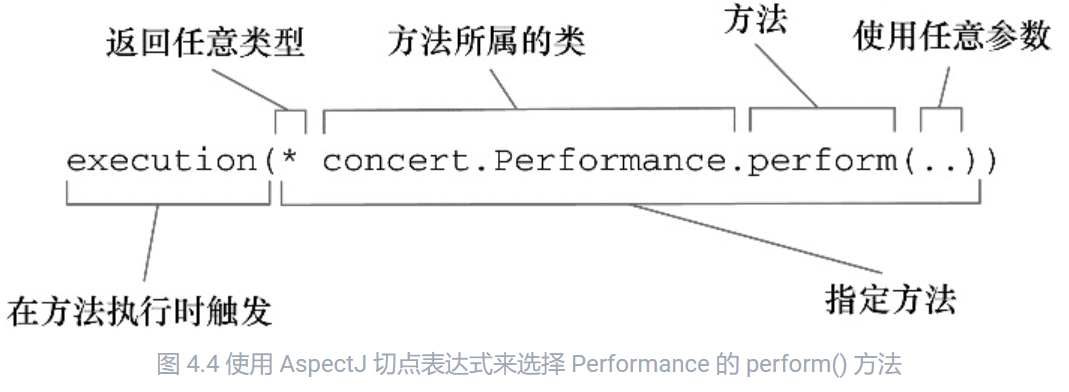 返回任意类型
方法所属的类
方法
使用任意参数
execution(* concert.Performance.perform(..))
在方法执行时触发
指定方法
图 4.4 使用 AspectJ 切点表达式来选择 Performance 的 perform() 方法